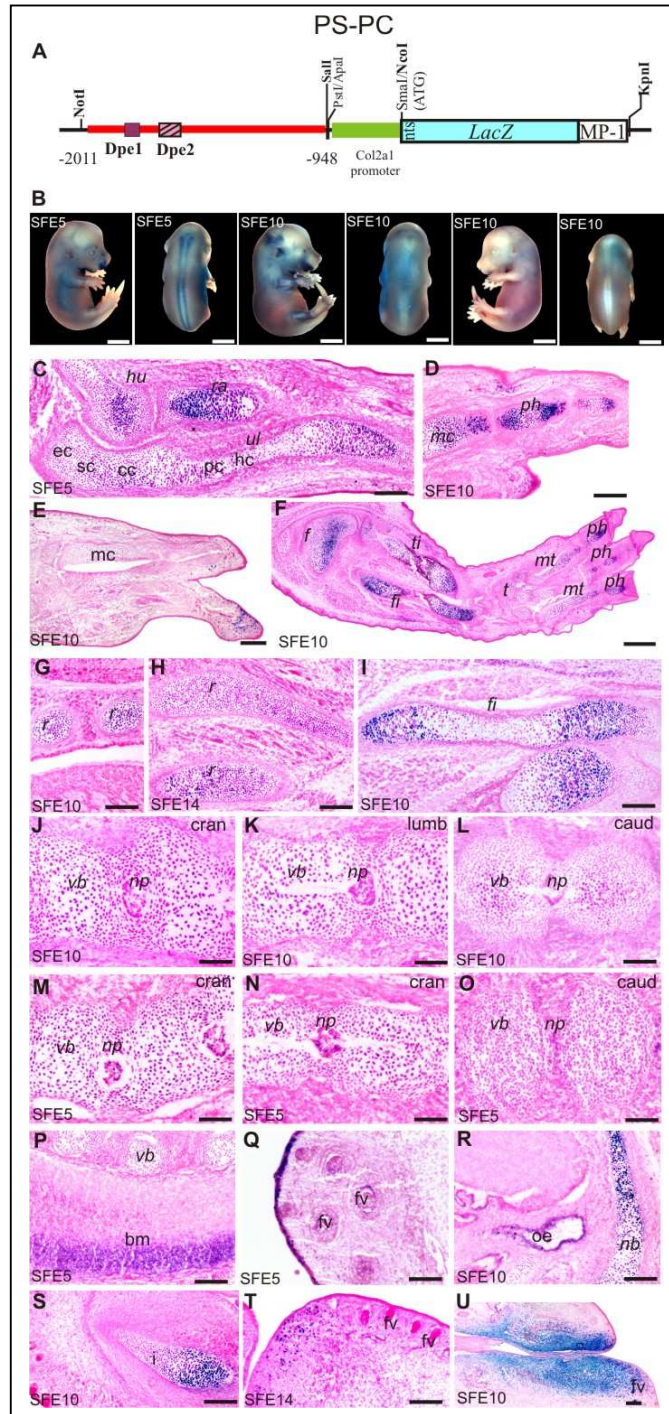 PS-PC
A
NotI
SalI
PstI/ApaI
SmaI/NcoI
(ATG)
KpnI
nts
LacZ
MP-1
-2011
Dpe1
Dpe2
-948
Col2a1
promoter
B
SFE5
SFE5
SFE10
SFE10
SFE10
SFE10
C
hu
ra
ul
ec
sc
cc
pc
hc
SFE5
D
ph
mc
SFE10
E
mc
SFE10
F
f
ti
fi
t
mt
mt
ph
ph
ph
SFE10
G
r
r
SFE10
H
r
r
SFE14
I
fi
SFE10
J
cran
vb
np
SFE10
K
lumb
vb
np
SFE10
L
caud
vb
np
SFE10
M
cran
vb
np
SFE5
N
cran
vb
np
SFE5
O
caud
vb
np
SFE5
P
vb
bm
SFE5
Q
fv
fv
SFE5
R
oe
nb
SFE10
S
i
SFE10
T
fv
fv
SFE14
U
fv
SFE10